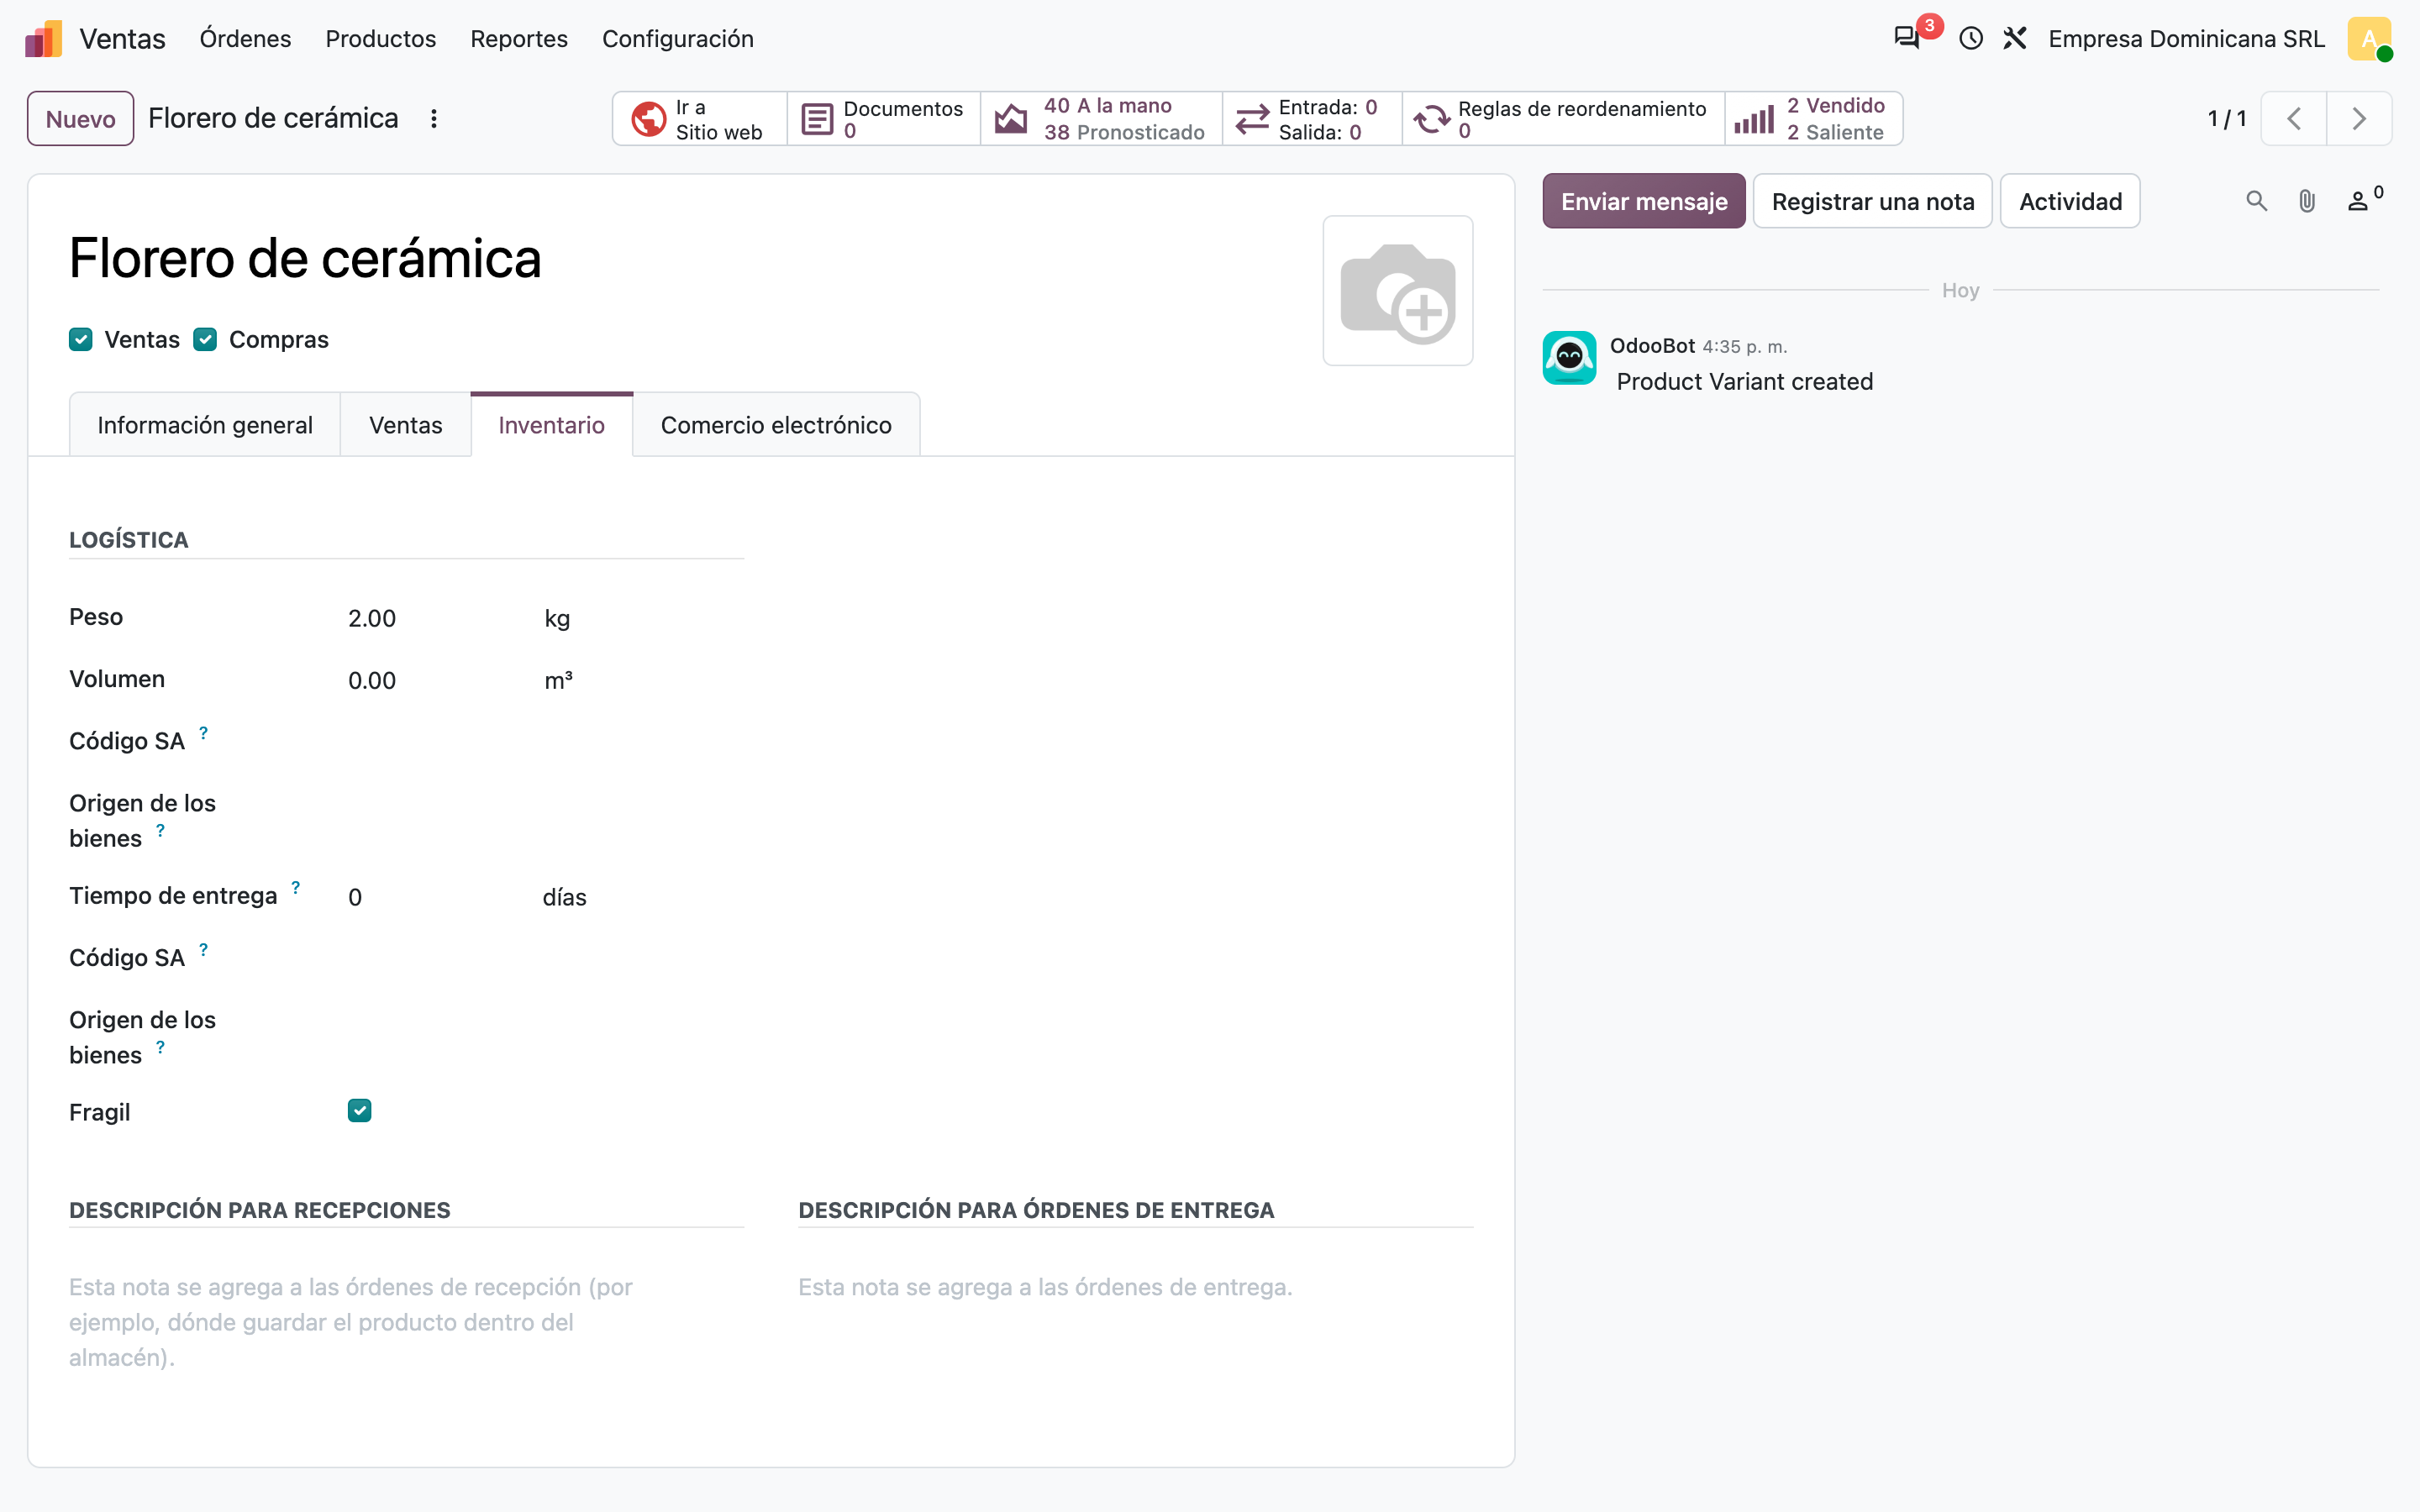 Ventas Órdenes Productos Reportes Configuración 3 Empresa Dominicana SRL A
Nuevo Florero de cerámica
Ir a
Sitio web
Documentos
0
40 A la mano
38 Pronosticado
Entrada: 0
Salida: 0
Reglas de reordenamiento
0
2 Vendido
2 Saliente
1 / 1
Florero de cerámica
Ventas Compras
Información general Ventas Inventario Comercio electrónico
LOGÍSTICA
Peso 2.00 kg
Volumen 0.00 m³
Código SA ?
Origen de los
bienes ?
Tiempo de entrega ? 0 días
Código SA ?
Origen de los
bienes ?
Fragil
DESCRIPCIÓN PARA RECEPCIONES
Esta nota se agrega a las órdenes de recepción (por
ejemplo, dónde guardar el producto dentro del
almacén).
DESCRIPCIÓN PARA ÓRDENES DE ENTREGA
Esta nota se agrega a las órdenes de entrega.
Enviar mensaje Registrar una nota Actividad 0
Hoy
OdooBot 4:35 p. m.
Product Variant created